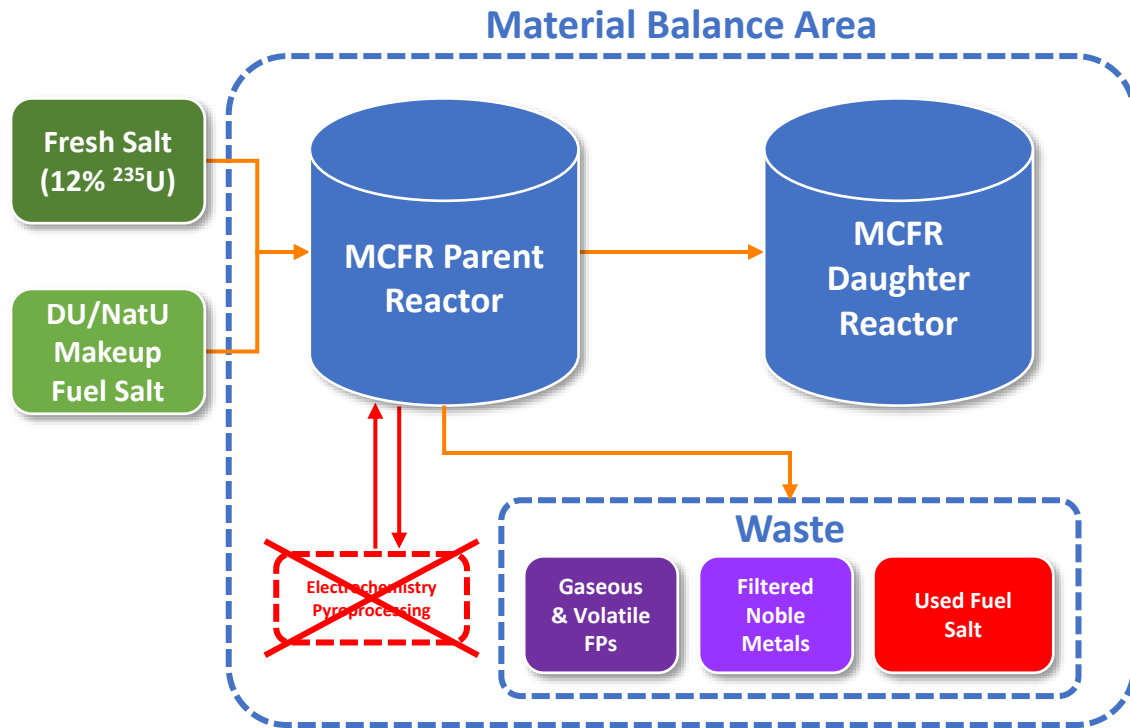 Material Balance Area
Fresh Salt
(12% ²³⁵U)
DU/NatU
Makeup
Fuel Salt
MCFR Parent
Reactor
MCFR
Daughter
Reactor
Electrochemistry
Pyroprocessing
Waste
Gaseous
& Volatile
FPs
Filtered
Noble
Metals
Used Fuel
Salt